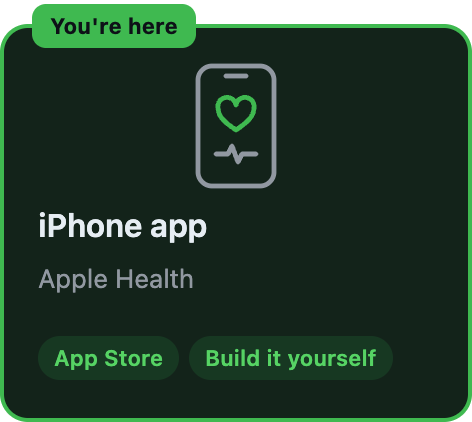 You're here
iPhone app
Apple Health
App Store
Build it yourself